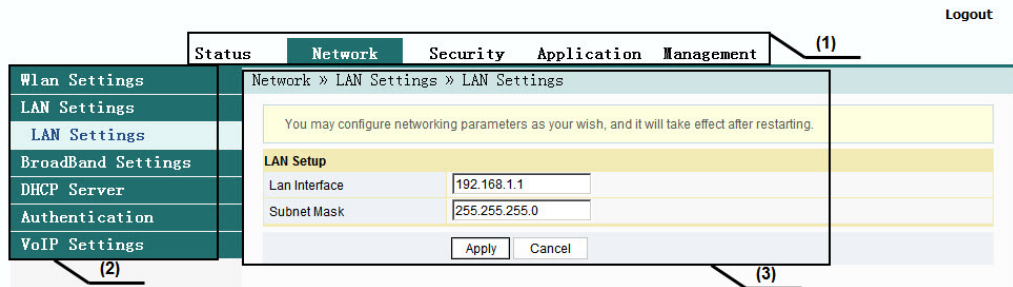 Logout
Status Network Security Application Management
(1)
Wlan Settings
LAN Settings
LAN Settings
BroadBand Settings
DHCP Server
Authentication
VoIP Settings
(2)
Network » LAN Settings » LAN Settings
You may configure networking parameters as your wish, and it will take effect after restarting.
LAN Setup
Lan Interface 192.168.1.1
Subnet Mask 255.255.255.0
Apply Cancel
(3)